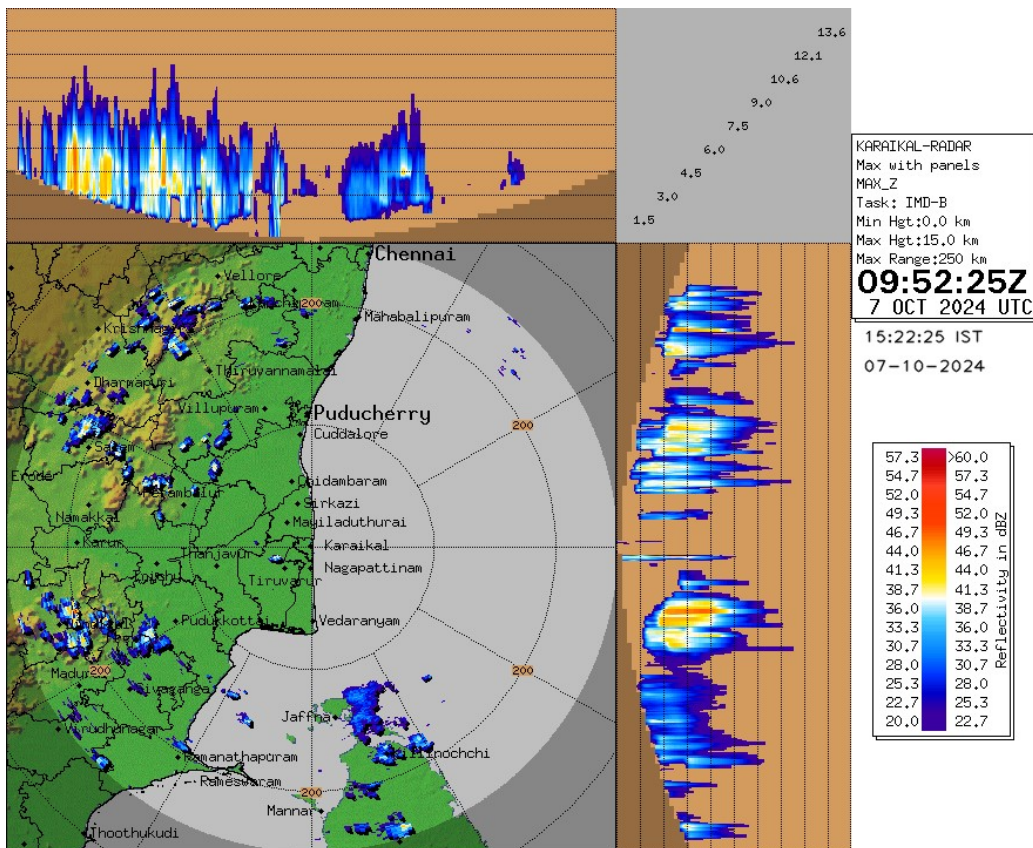 13.6
12.1
10.6
9.0
7.5
6.0
4.5
3.0
1.5
KARAIKAL-RADAR
Max with panels
MAX_Z
Task: IMD-B
Min Hgt:0.0 km
Max Hgt:15.0 km
Max Range:250 km
09:52:25Z
7 OCT 2024 UTC
15:22:25 IST
07-10-2024
Chennai
Vellore
200
Mahabalipuram
Krishnagiri
Thiruvannamalai
Dharmapuri
Villupuram
Puducherry
200
Cuddalore
Salem
Erode
Chidambaram
Perambalur
Sirkazi
Namakkal
Mayiladuthurai
Karur
Karaikal
Thanjavur
Nagapattinam
Tiruvarur
Pudukkottai
Vedaranyam
200
200
Sivaganga
Jaffna
Virudhunagar
Kilinochchi
Ramanathapuram
Rameswaram
200
Mannar
Thoothukudi
57.3 >60.0
54.7 57.3
52.0 54.7
49.3 52.0
46.7 49.3
44.0 46.7
41.3 44.0
38.7 41.3
36.0 38.7
33.3 36.0
30.7 33.3
28.0 30.7
25.3 28.0
22.7 25.3
20.0 22.7
Reflectivity in dBZ